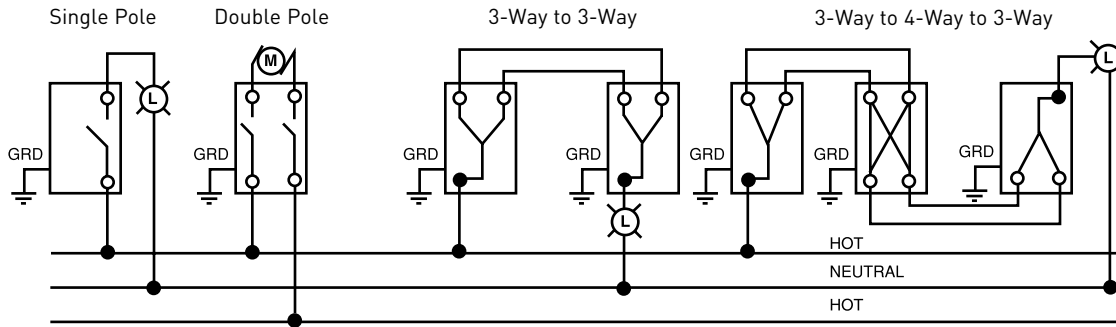 Single Pole
Double Pole
3-Way to 3-Way
3-Way to 4-Way to 3-Way
L
M
L
GRD
GRD
GRD
GRD
GRD
GRD
GRD
L
HOT
NEUTRAL
HOT